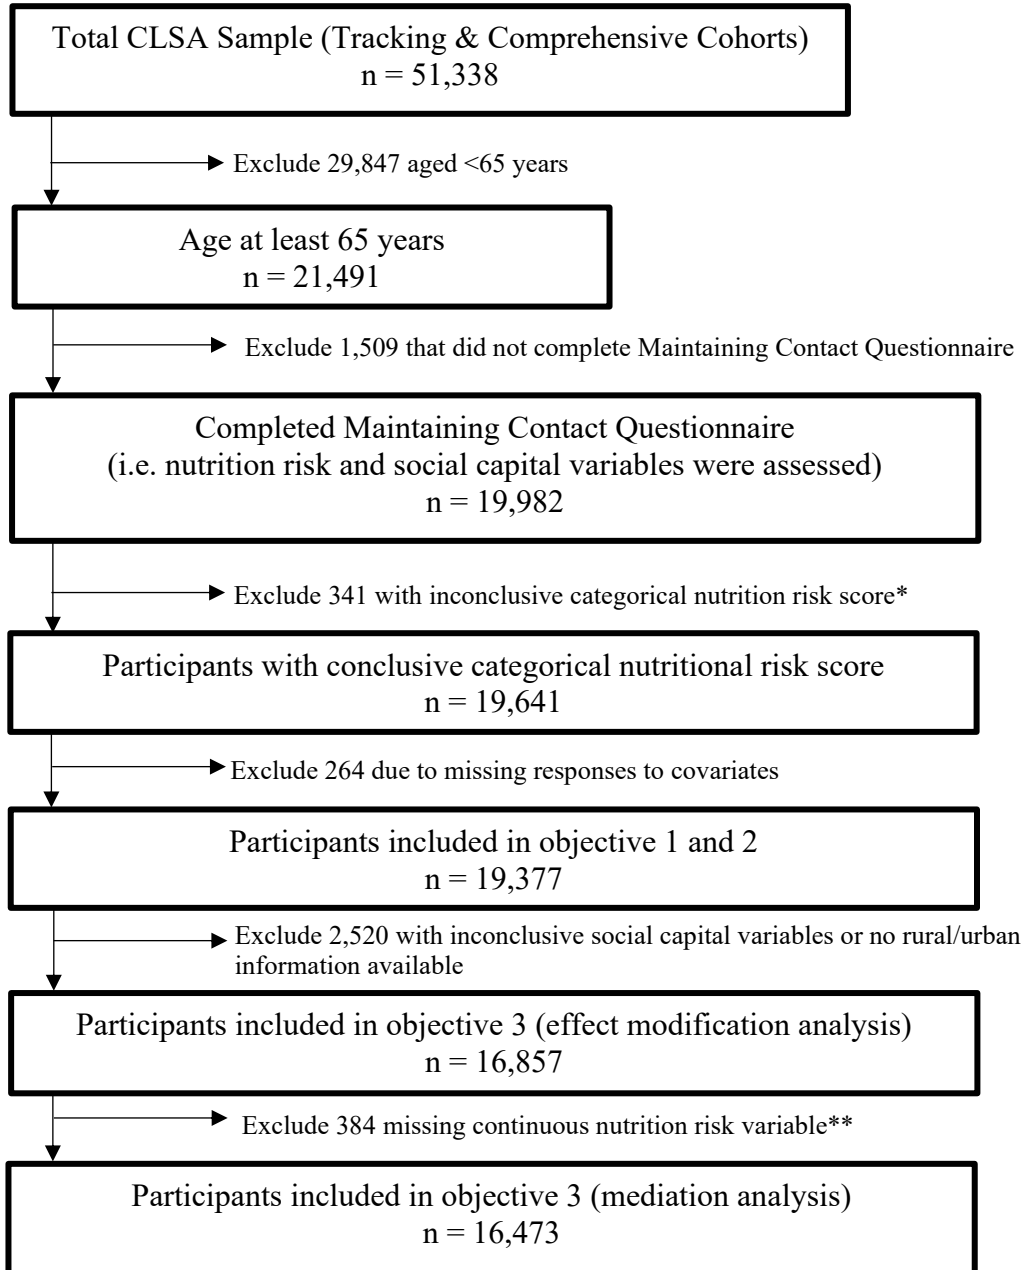 Total CLSA Sample (Tracking & Comprehensive Cohorts)
n = 51,338
Exclude 29,847 aged <65 years
Age at least 65 years
n = 21,491
Exclude 1,509 that did not complete Maintaining Contact Questionnaire
Completed Maintaining Contact Questionnaire
(i.e. nutrition risk and social capital variables were assessed)
n = 19,982
Exclude 341 with inconclusive categorical nutrition risk score*
Participants with conclusive categorical nutritional risk score
n = 19,641
Exclude 264 due to missing responses to covariates
Participants included in objective 1 and 2
n = 19,377
Exclude 2,520 with inconclusive social capital variables or no rural/urban
information available
Participants included in objective 3 (effect modification analysis)
n = 16,857
Exclude 384 missing continuous nutrition risk variable**
Participants included in objective 3 (mediation analysis)
n = 16,473